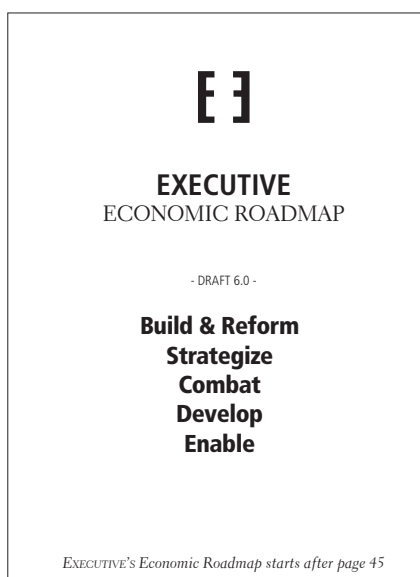 E E
EXECUTIVE
ECONOMIC ROADMAP
- DRAFT 6.0 -
Build & Reform
Strategize
Combat
Develop
Enable
EXECUTIVE'S Economic Roadmap starts after page 45